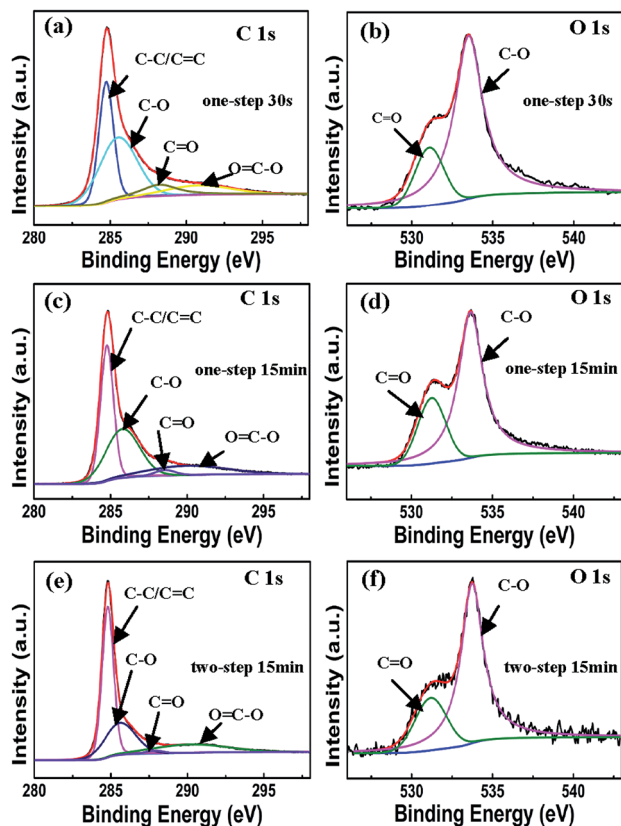 (a)
C 1s
C-C/C=C
C-O
one-step 30s
C=O
O=C-O
Intensity (a.u.)
280 285 290 295
Binding Energy (eV)
(b)
O 1s
C-O
one-step 30s
C=O
Intensity (a.u.)
530 535 540
Binding Energy (eV)
(c)
C 1s
C-C/C=C
one-step 15min
C-O
C=O
O=C-O
Intensity (a.u.)
280 285 290 295
Binding Energy (eV)
(d)
O 1s
C-O
one-step 15min
C=O
Intensity (a.u.)
530 535 540
Binding Energy (eV)
(e)
C 1s
C-C/C=C
C-O
two-step 15min
C=O
O=C-O
Intensity (a.u.)
280 285 290 295
Binding Energy (eV)
(f)
O 1s
C-O
C=O
two-step 15min
Intensity (a.u.)
530 535 540
Binding Energy (eV)